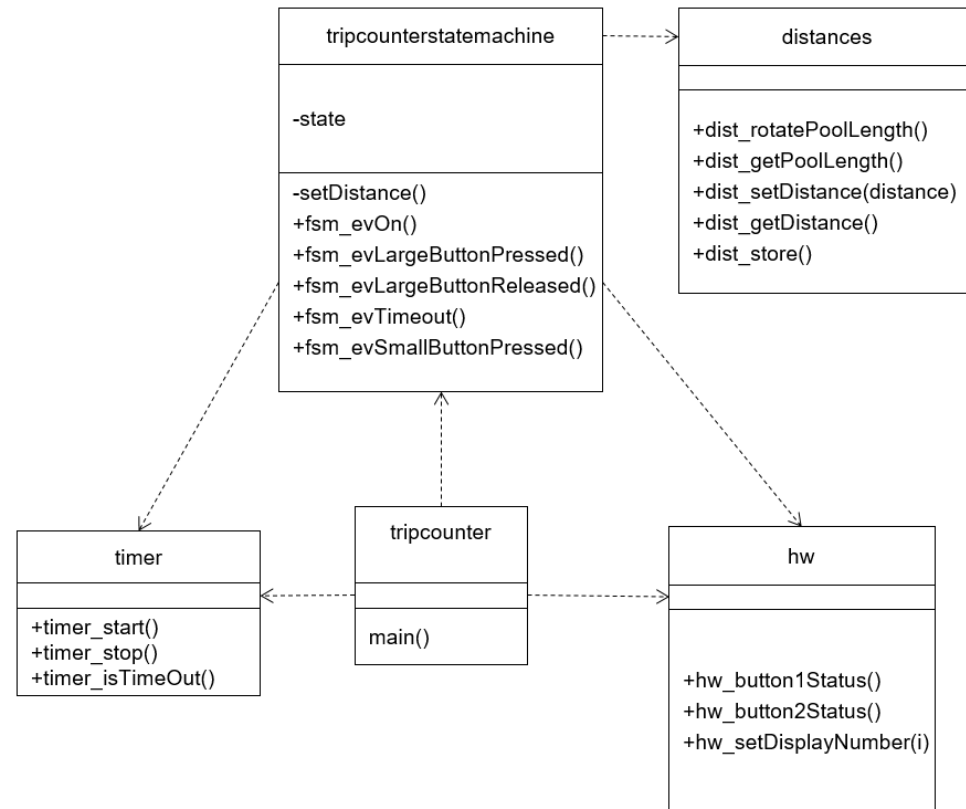 tripcounterstatemachine
-state
-setDistance()
+fsm_evOn()
+fsm_evLargeButtonPressed()
+fsm_evLargeButtonReleased()
+fsm_evTimeout()
+fsm_evSmallButtonPressed()
distances
+dist_rotatePoolLength()
+dist_getPoolLength()
+dist_setDistance(distance)
+dist_getDistance()
+dist_store()
timer
+timer_start()
+timer_stop()
+timer_isTimeOut()
tripcounter
main()
hw
+hw_button1Status()
+hw_button2Status()
+hw_setDisplayNumber(i)